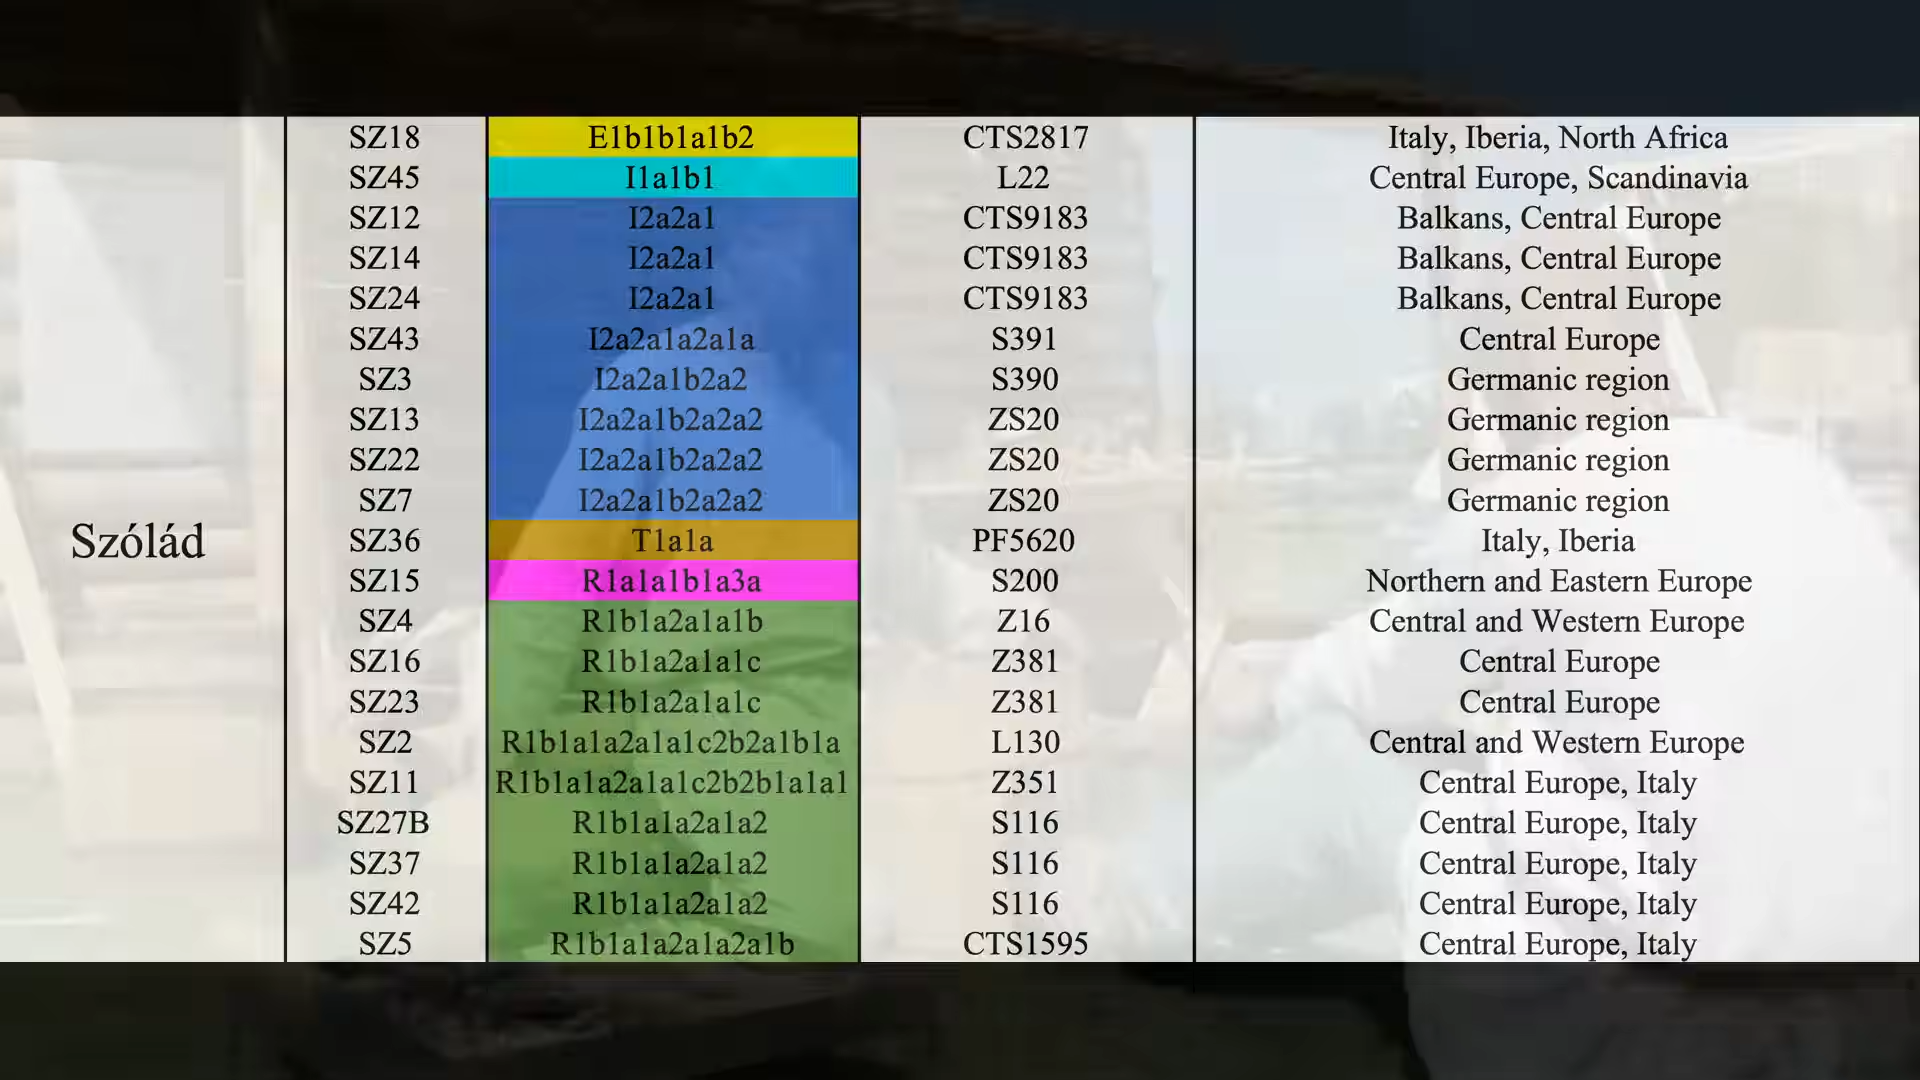 SZ18 E1b1b1a1b2 CTS2817 Italy, Iberia, North Africa
SZ45 I1a1b1 L22 Central Europe, Scandinavia
SZ12 I2a2a1 CTS9183 Balkans, Central Europe
SZ14 I2a2a1 CTS9183 Balkans, Central Europe
SZ24 I2a2a1 CTS9183 Balkans, Central Europe
SZ43 I2a2a1a2a1a S391 Central Europe
SZ3 I2a2a1b2a2 S390 Germanic region
SZ13 I2a2a1b2a2a2 ZS20 Germanic region
SZ22 I2a2a1b2a2a2 ZS20 Germanic region
SZ7 I2a2a1b2a2a2 ZS20 Germanic region
Szólád SZ36 T1a1a PF5620 Italy, Iberia
SZ15 R1a1a1b1a3a S200 Northern and Eastern Europe
SZ4 R1b1a2a1a1b Z16 Central and Western Europe
SZ16 R1b1a2a1a1c Z381 Central Europe
SZ23 R1b1a2a1a1c Z381 Central Europe
SZ2 R1b1a1a2a1a1c2b2a1b1a L130 Central and Western Europe
SZ11 R1b1a1a2a1a1c2b2b1a1a1 Z351 Central Europe, Italy
SZ27B R1b1a1a2a1a2 S116 Central Europe, Italy
SZ37 R1b1a1a2a1a2 S116 Central Europe, Italy
SZ42 R1b1a1a2a1a2 S116 Central Europe, Italy
SZ5 R1b1a1a2a1a2a1b CTS1595 Central Europe, Italy